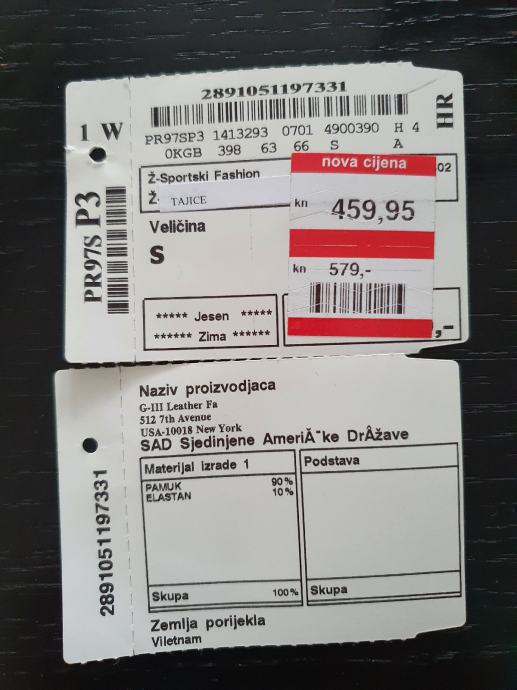 2891051197331
1 W
HR
PR97SP3 1413293 0701 4900390 H 4
0KGB 398 63 66 S A
Ž-Sportski Fashion
02
Ž-
TAJICE
nova cijena
kn 459,95
kn 579,-
Veličina
S
PR97S P3
***** Jesen *****
****** Zima ******
,-
Naziv proizvodjaca
G-III Leather Fa
512 7th Avenue
USA-10018 New York
SAD Sjedinjene AmeriÄˇke DrÂžave
Materijal izrade 1
Podstava
PAMUK 90%
ELASTAN 10%
Skupa 100%
Skupa
2891051197331
Zemlja porijekla
Viletnam